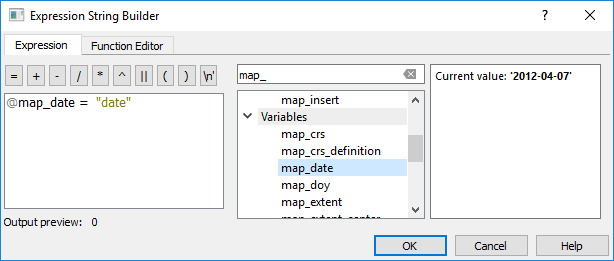 Expression String Builder ? ×
Expression Function Editor
= + - / * ^ || ( ) '\n'
@map_date = "date"
Output preview: 0
map_
map_insert
Variables
map_crs
map_crs_definition
map_date
map_doy
map_extent
map_extent_center
Current value: '2012-04-07'
OK Cancel Help